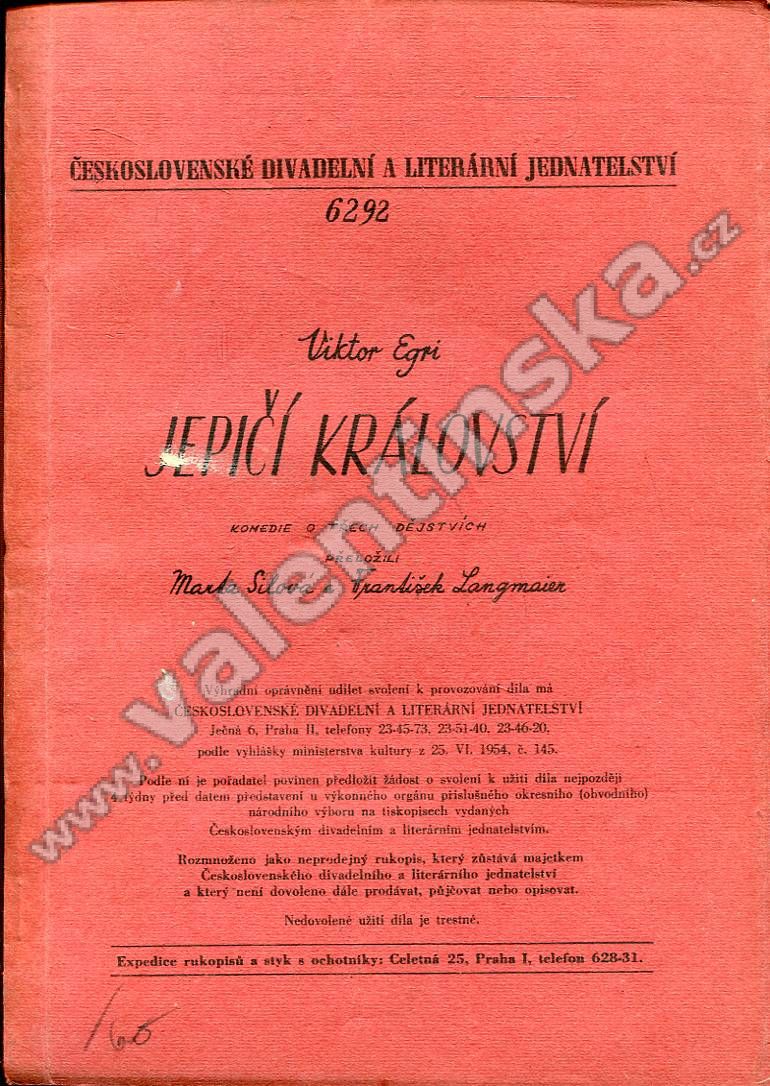 ČESKOSLOVENSKÉ DIVADELNÍ A LITERÁRNÍ JEDNATELSTVÍ
6292
Viktor Egri
JEPIČÍ KRÁLOVSTVÍ
KOMEDIE O TŘECH DĚJSTVÍCH
PŘELOŽILI
Marta Sílová a František Langmaier
Výhradní oprávnění udílet svolení k provozování díla má
ČESKOSLOVENSKÉ DIVADELNÍ A LITERÁRNÍ JEDNATELSTVÍ
Ječná 6, Praha II, telefony 23-45-73, 23-51-40, 23-46-20,
podle vyhlášky ministerstva kultury z 25. VI. 1954, č. 145.
Podle ní je pořadatel povinen předložit žádost o svolení k užití díla nejpozději
4 týdny před datem představení u výkonného orgánu příslušného okresního (obvodního)
národního výboru na tiskopisech vydaných
Československým divadelním a literárním jednatelstvím.
Rozmnoženo jako neprodejný rukopis, který zůstává majetkem
Československého divadelního a literárního jednatelství
a který není dovoleno dále prodávat, půjčovat nebo opisovat.
Nedovolené užití díla je trestné.
Expedice rukopisů a styk s ochotníky: Celetná 25, Praha I, telefon 628-31.
www.valentinska.cz